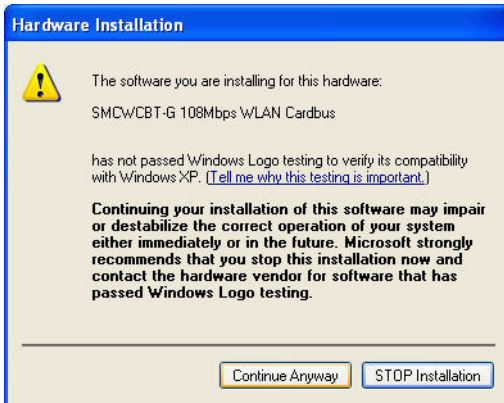 Hardware Installation
The software you are installing for this hardware:
SMCWCBT-G 108Mbps WLAN Cardbus
has not passed Windows Logo testing to verify its compatibility
with Windows XP. (Tell me why this testing is important.)
Continuing your installation of this software may impair
or destabilize the correct operation of your system
either immediately or in the future. Microsoft strongly
recommends that you stop this installation now and
contact the hardware vendor for software that has
passed Windows Logo testing.
Continue Anyway
STOP Installation